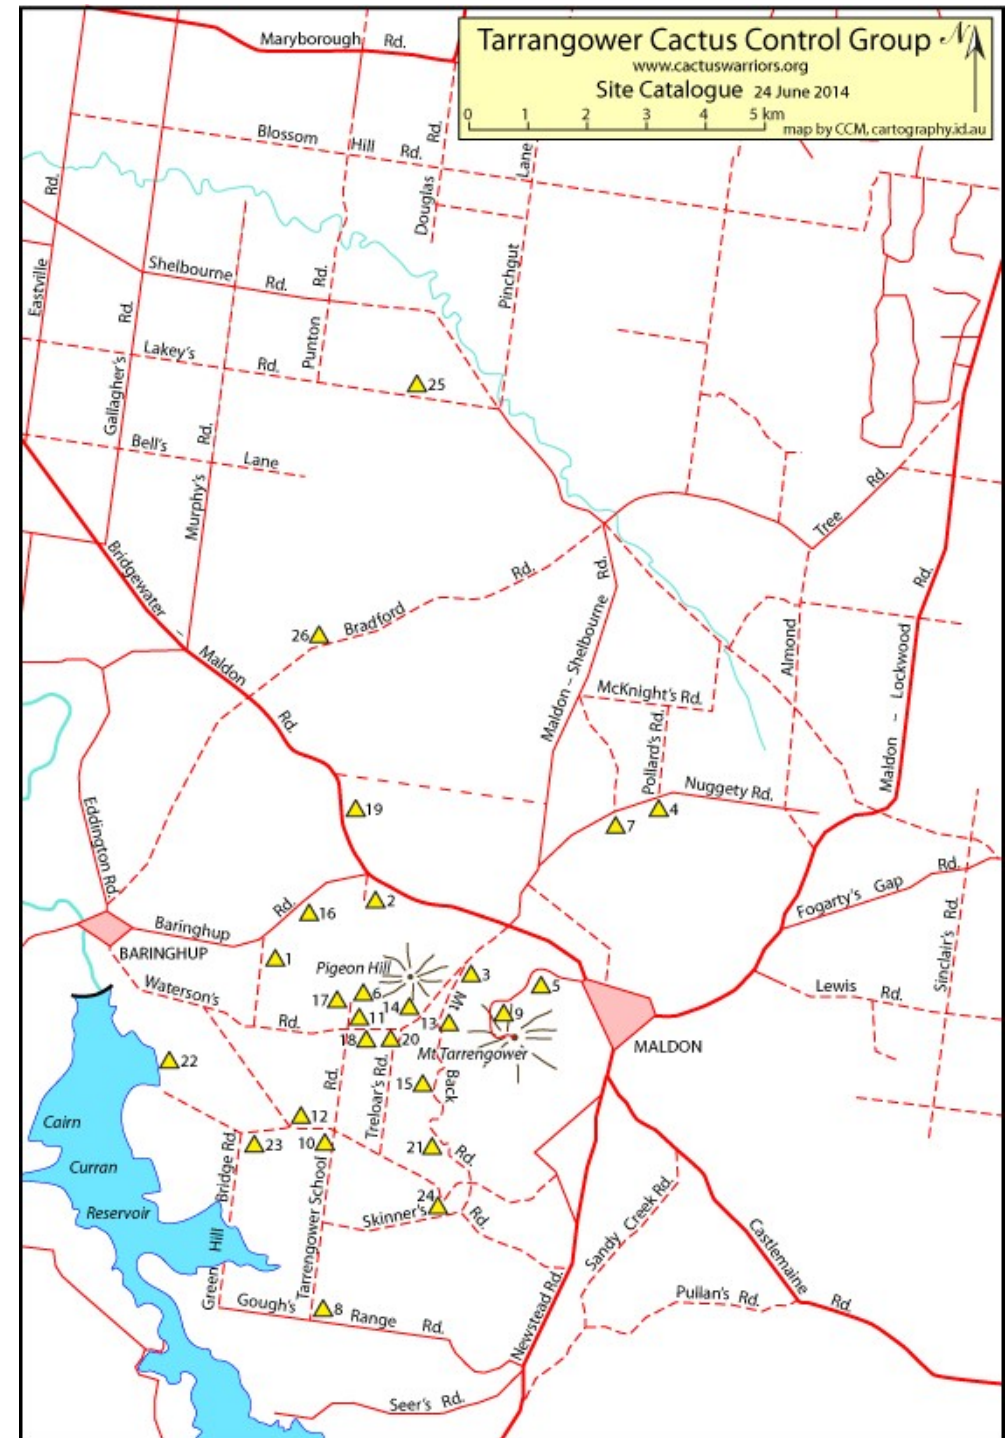 Maryborough Rd.
Tarrangower Cactus Control Group N
www.cactuswarriors.org
Site Catalogue 24 June 2014
0 1 2 3 4 5 km
map by CCM, cartography.id.au
Blossom Hill Rd.
Douglas Rd.
Pinchgut Lane
Eastville Rd.
Shelbourne Rd.
Gallagher's Rd.
Punton Rd.
Lakey's Rd.
25
Bell's Lane
Murphy's Rd.
Tree Rd.
Bridgewater - Maldon Rd.
Bradford Rd.
26
Maldon - Shelbourne Rd.
Almond
Maldon - Lockwood Rd.
McKnight's Rd.
Pollard's Rd.
Nuggety Rd.
4
7
19
Eddington Rd.
Fogarty's Gap Rd.
Sinclair's Rd.
Lewis Rd.
2
16
Baringhup Rd.
BARINGHUP
1
Pigeon Hill
3
5
Waterson's Rd.
17
6
14
11
13
9
18
20
Mt Tarrengower
MALDON
Mt Back Rd.
Rd.
22
15
Treloar's Rd.
Cairn
Curran
Reservoir
12
10
23
21
Green Hill Bridge Rd.
Tarrengower School Rd.
24
Skinner's
Sandy Creek Rd.
Castlemaine Rd.
Gough's Range Rd.
8
Newstead Rd.
Pullan's Rd.
Seer's Rd.